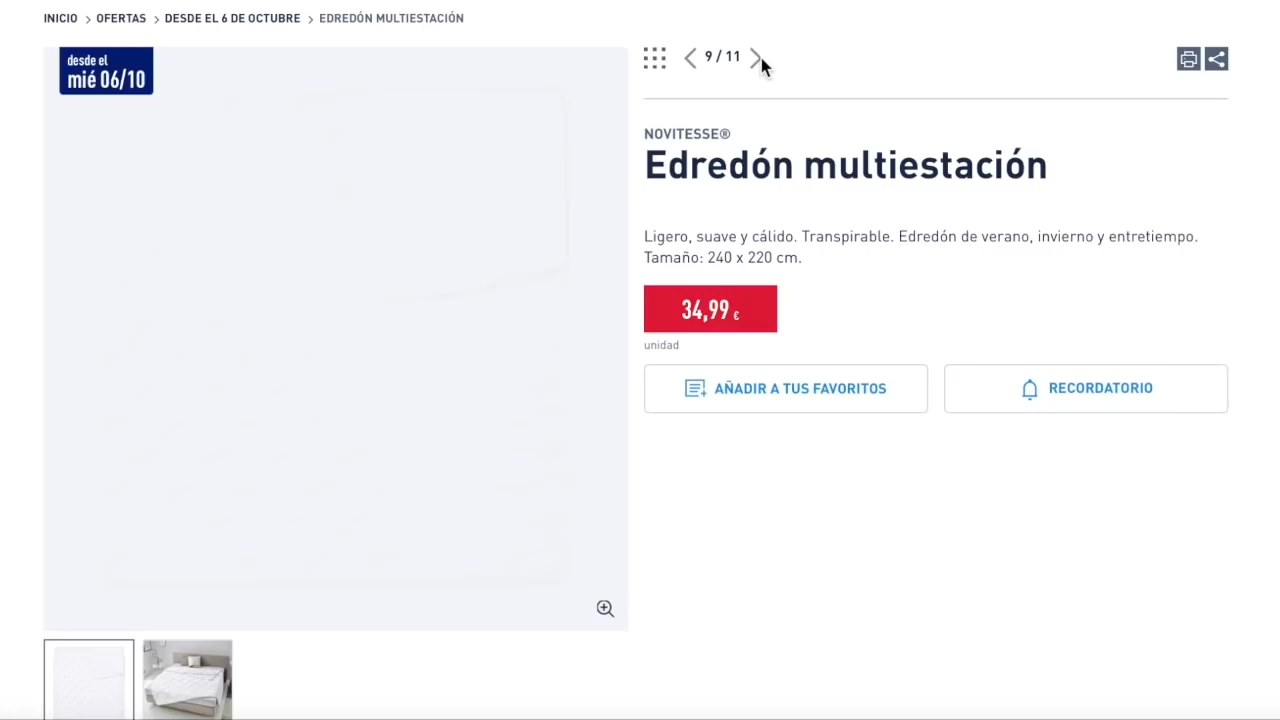 INICIO > OFERTAS > DESDE EL 6 DE OCTUBRE > EDREDÓN MULTIESTACIÓN
desde el
mié 06/10
9 / 11
NOVITESSE®
Edredón multiestación
Ligero, suave y cálido. Transpirable. Edredón de verano, invierno y entretiempo.
Tamaño: 240 x 220 cm.
34,99 €
unidad
AÑADIR A TUS FAVORITOS
RECORDATORIO